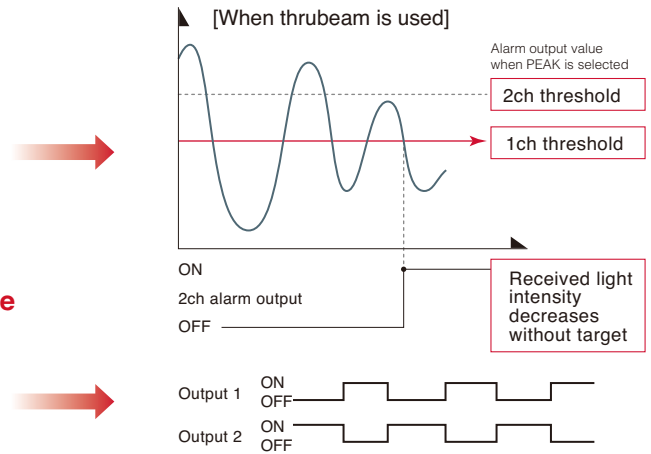 [When thrubeam is used]
Alarm output value
when PEAK is selected
2ch threshold
1ch threshold
ON
2ch alarm output
OFF
Received light
intensity
decreases
without target
e
Output 1 ON
OFF
Output 2 ON
OFF